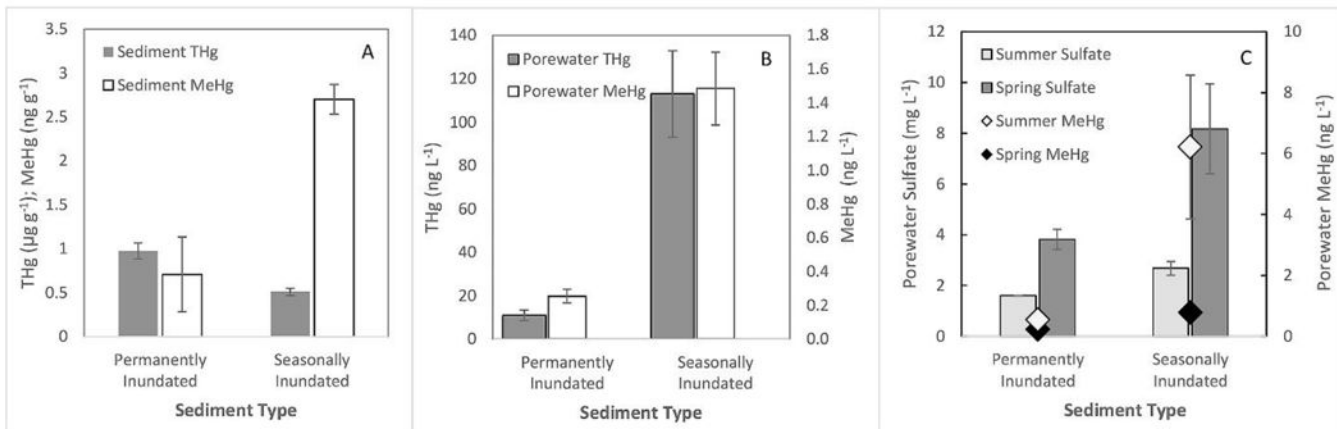 A
Sediment THg
Sediment MeHg
THg (µg g⁻¹); MeHg (ng g⁻¹)
3.5
3
2.5
2
1.5
1
0.5
0
Permanently
Inundated
Seasonally
Inundated
Sediment Type
B
Porewater THg
Porewater MeHg
THg (ng L⁻¹)
140
120
100
80
60
40
20
0
1.8
1.6
1.4
1.2
1.0
0.8
0.6
0.4
0.2
0.0
MeHg (ng L⁻¹)
Permanently
Inundated
Seasonally
Inundated
Sediment Type
C
Summer Sulfate
Spring Sulfate
Summer MeHg
Spring MeHg
Porewater Sulfate (mg L⁻¹)
12
10
8
6
4
2
0
10
8
6
4
2
0
Porewater MeHg (ng L⁻¹)
Permanently
Inundated
Seasonally
Inundated
Sediment Type